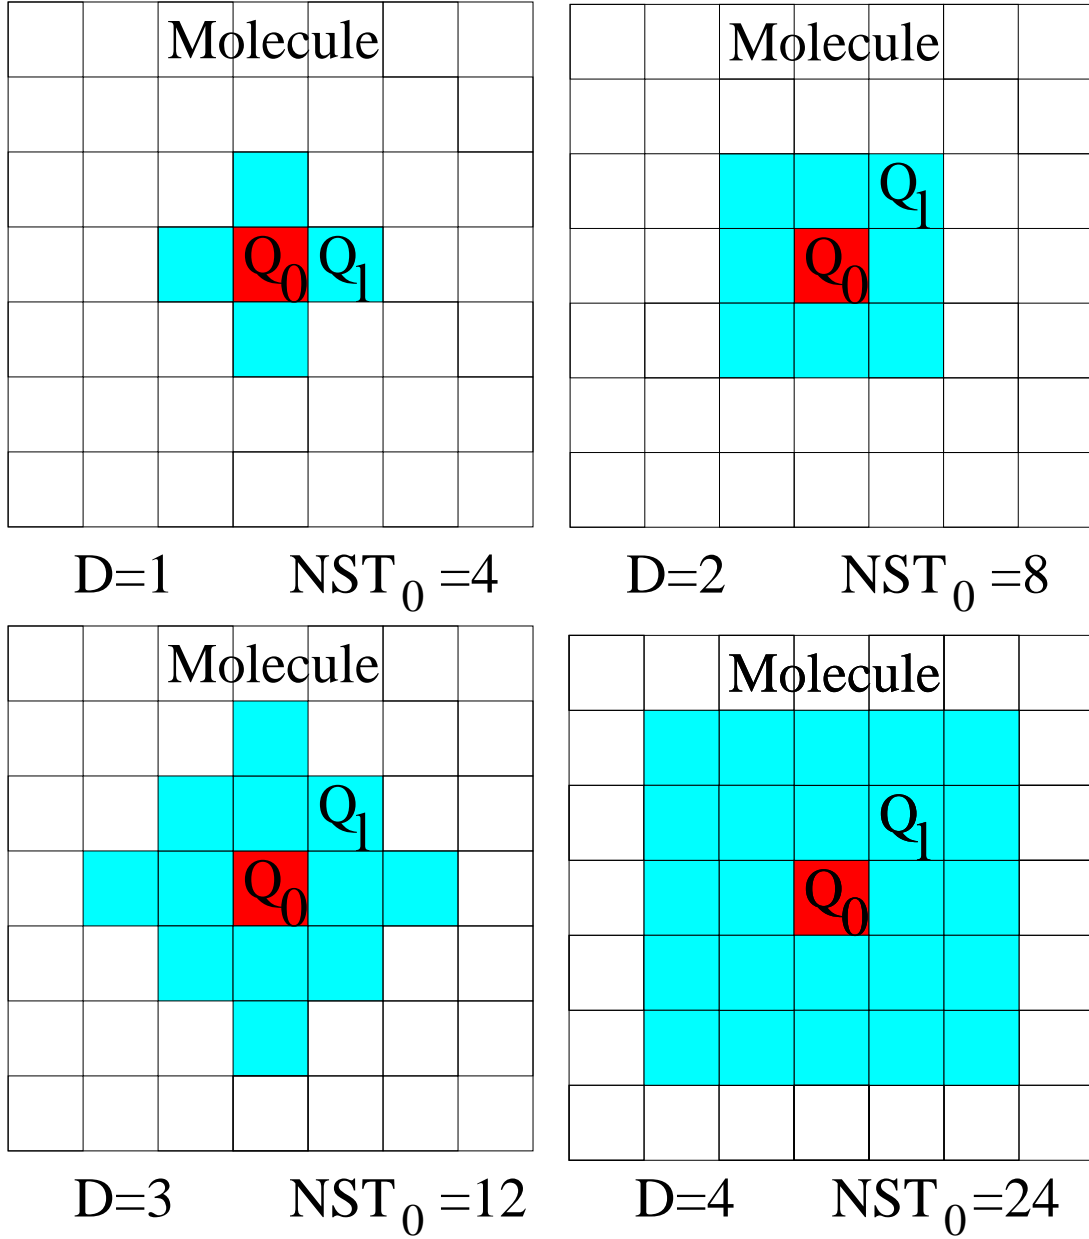 Molecule
Q1
Q0
D=2 NST0 =8
Molecule
Q0 Q1
D=1 NST0 =4
Molecule
Q1
Q0
D=3 NST0 =12
Molecule
Q1
Q0
D=4 NST0=24